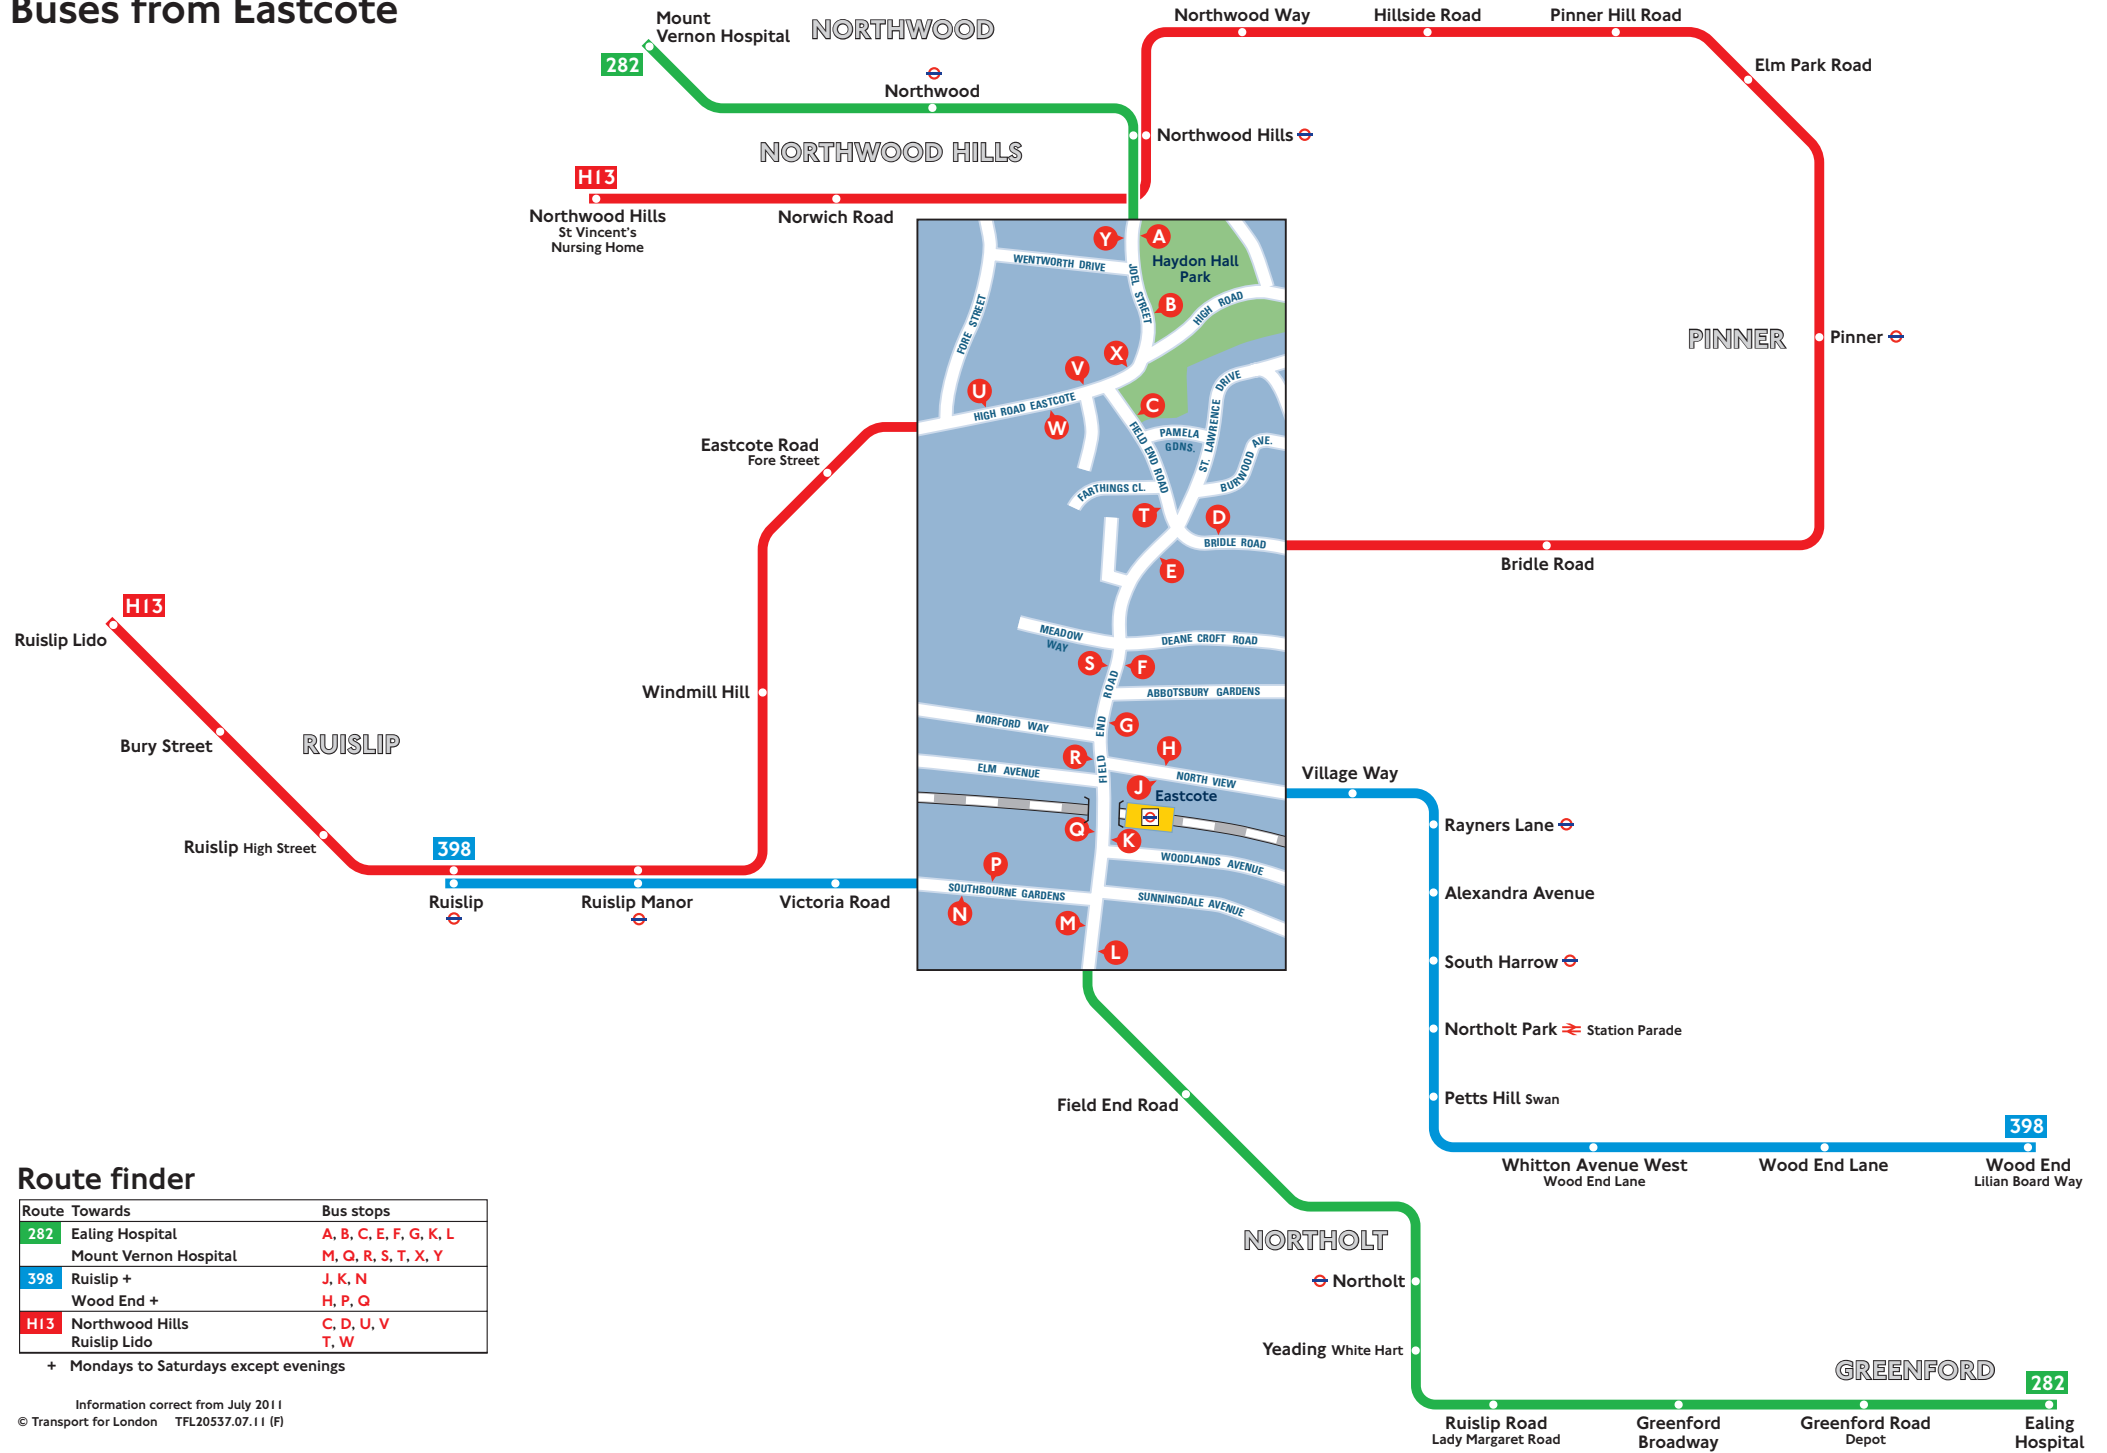 Buses from Eastcote
Mount
Vernon Hospital
NORTHWOOD
282
Northwood
NORTHWOOD HILLS
H13
Northwood Hills
St Vincent's
Nursing Home
Norwich Road
Northwood Way
Hillside Road
Pinner Hill Road
Elm Park Road
Northwood Hills
PINNER
Pinner
Bridle Road
Y
A
WENTWORTH DRIVE
JOEL STREET
Haydon Hall
Park
B
HIGH ROAD
FORE STREET
X
V
U
HIGH ROAD EASTCOTE
W
C
ST. LAWRENCE DRIVE
FIELD END ROAD
PAMELA
GDNS.
BURWOOD AVE.
FARTHINGS CL.
T
D
BRIDLE ROAD
E
MEADOW
WAY
DEANE CROFT ROAD
S
F
FIELD END ROAD
ABBOTSBURY GARDENS
MORFORD WAY
G
H
R
ELM AVENUE
NORTH VIEW
J
Eastcote
Q
K
WOODLANDS AVENUE
P
SOUTHBOURNE GARDENS
SUNNINGDALE AVENUE
N
M
L
Eastcote Road
Fore Street
H13
Ruislip Lido
Windmill Hill
Bury Street
RUISLIP
Ruislip High Street
398
Ruislip
Ruislip Manor
Victoria Road
Village Way
Rayners Lane
Alexandra Avenue
South Harrow
Northolt Park
Station Parade
Petts Hill Swan
398
Whitton Avenue West
Wood End Lane
Wood End Lane
Wood End
Lilian Board Way
Field End Road
NORTHOLT
Northolt
Yeading White Hart
GREENFORD
282
Ruislip Road
Lady Margaret Road
Greenford
Broadway
Greenford Road
Depot
Ealing
Hospital
Route finder
Route Towards Bus stops
282 Ealing Hospital A, B, C, E, F, G, K, L
Mount Vernon Hospital M, Q, R, S, T, X, Y
398 Ruislip + J, K, N
Wood End + H, P, Q
H13 Northwood Hills C, D, U, V
Ruislip Lido T, W
+ Mondays to Saturdays except evenings
Information correct from July 2011
© Transport for London TFL20537.07.11 (F)